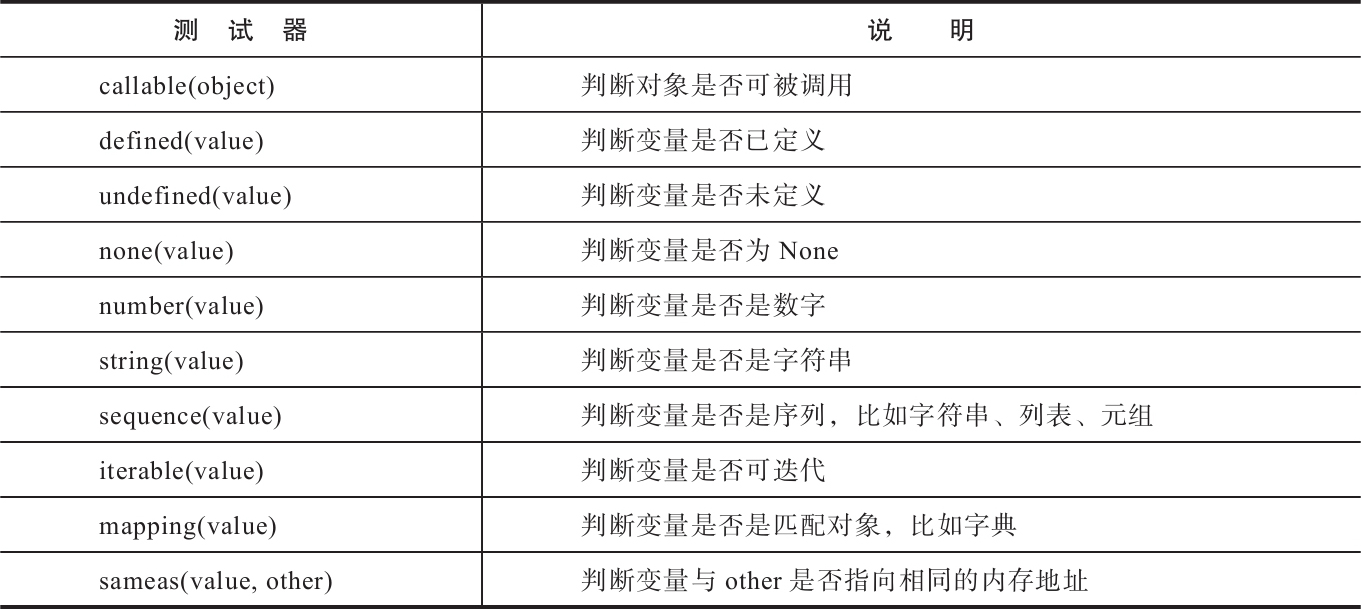 测 试 器 说 明
callable(object) 判断对象是否可被调用
defined(value) 判断变量是否已定义
undefined(value) 判断变量是否未定义
none(value) 判断变量是否为 None
number(value) 判断变量是否是数字
string(value) 判断变量是否是字符串
sequence(value) 判断变量是否是序列，比如字符串、列表、元组
iterable(value) 判断变量是否可迭代
mapping(value) 判断变量是否是匹配对象，比如字典
sameas(value, other) 判断变量与 other 是否指向相同的内存地址